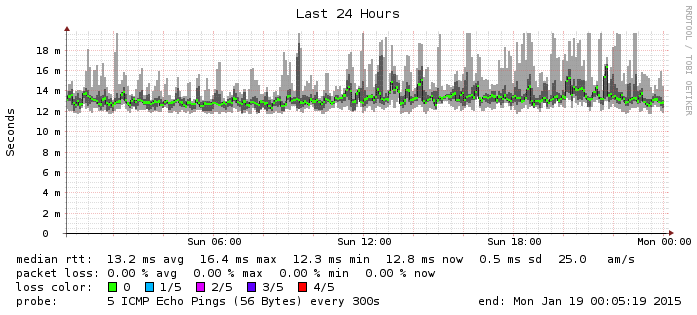 Last 24 Hours
RRDTOOL / TOBI OETIKER
Seconds
18 m
16 m
14 m
12 m
10 m
8 m
6 m
4 m
2 m
0
Sun 06:00 Sun 12:00 Sun 18:00 Mon 00:00
median rtt: 13.2 ms avg 16.4 ms max 12.3 ms min 12.8 ms now 0.5 ms sd 25.0 am/s
packet loss: 0.00 % avg 0.00 % max 0.00 % min 0.00 % now
loss color: 0 1/5 2/5 3/5 4/5
probe: 5 ICMP Echo Pings (56 Bytes) every 300s end: Mon Jan 19 00:05:19 2015